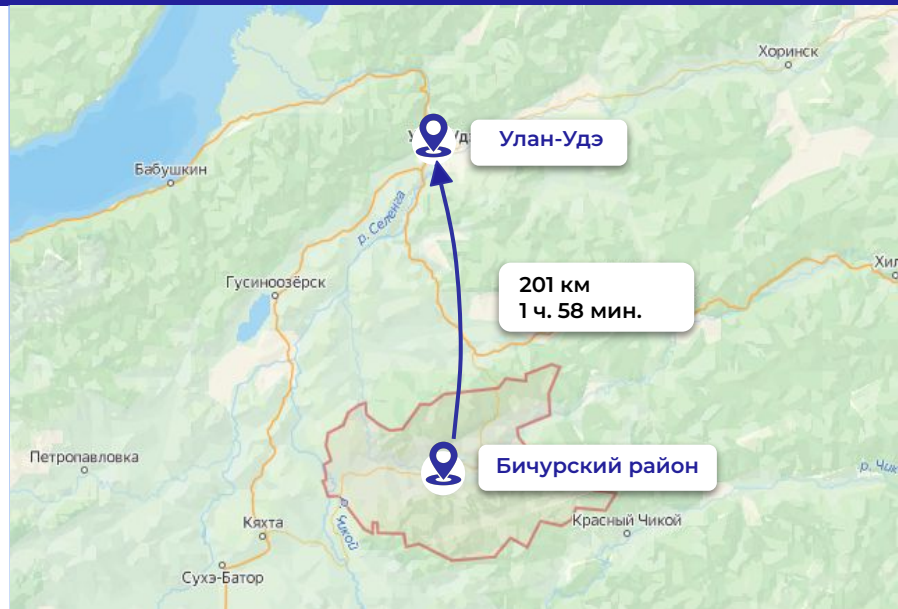 Хоринск
Улан-Удэ
Бабушкин
р. Селенга
Гусиноозёрск
201 км
1 ч. 58 мин.
Петропавловка
Бичурский район
р. Чикой
Кяхта
Красный Чикой
Сухэ-Батор